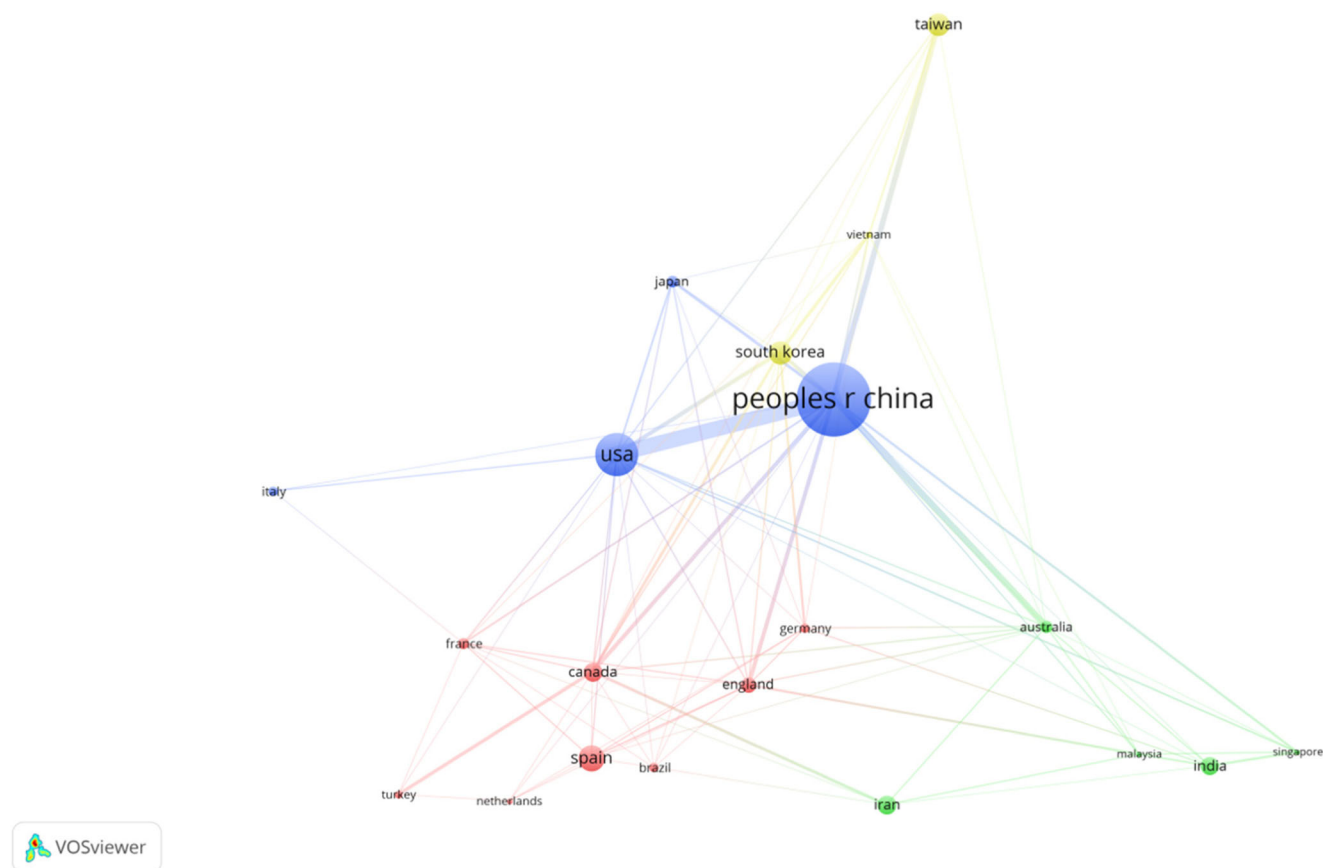 taiwan
vietnam
japan
south korea
peoples r china
usa
italy
germany
australia
france
canada
england
malaysia
singapore
spain
brazil
india
turkey
netherlands
iran
VOSviewer